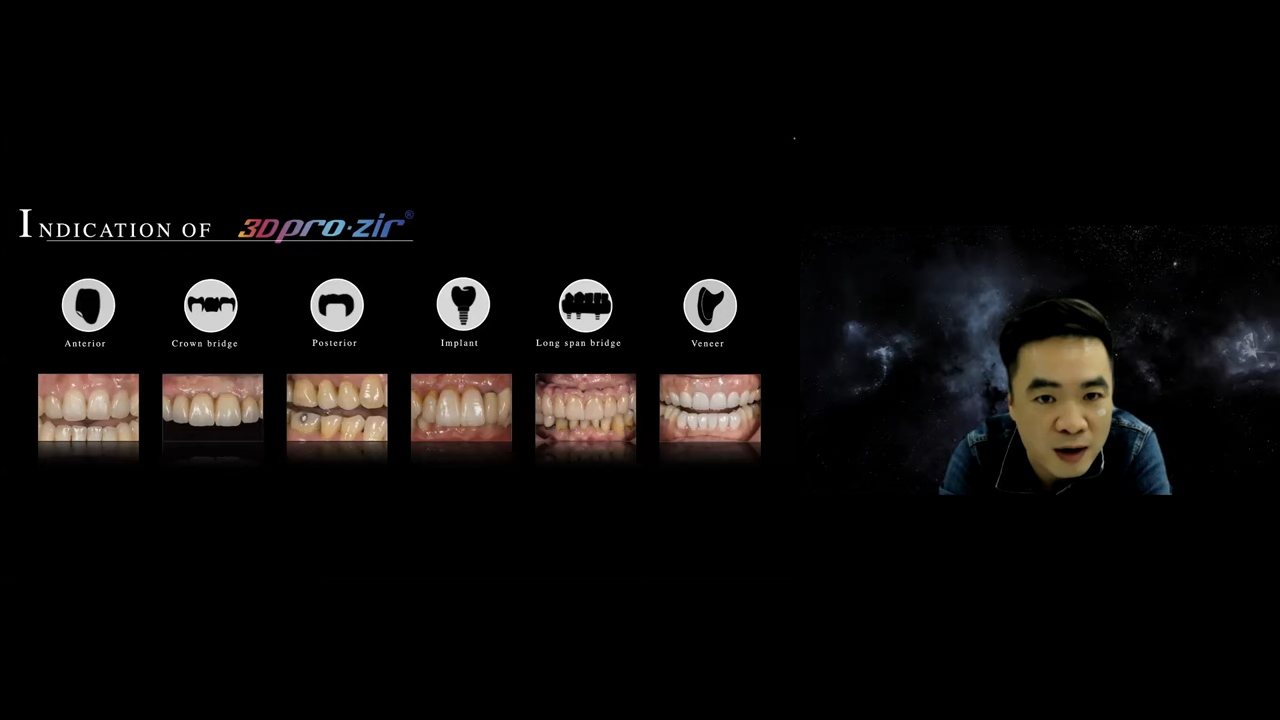 INDICATION OF 3Dpro·zir®
Anterior
Crown bridge
Posterior
Implant
Long span bridge
Veneer